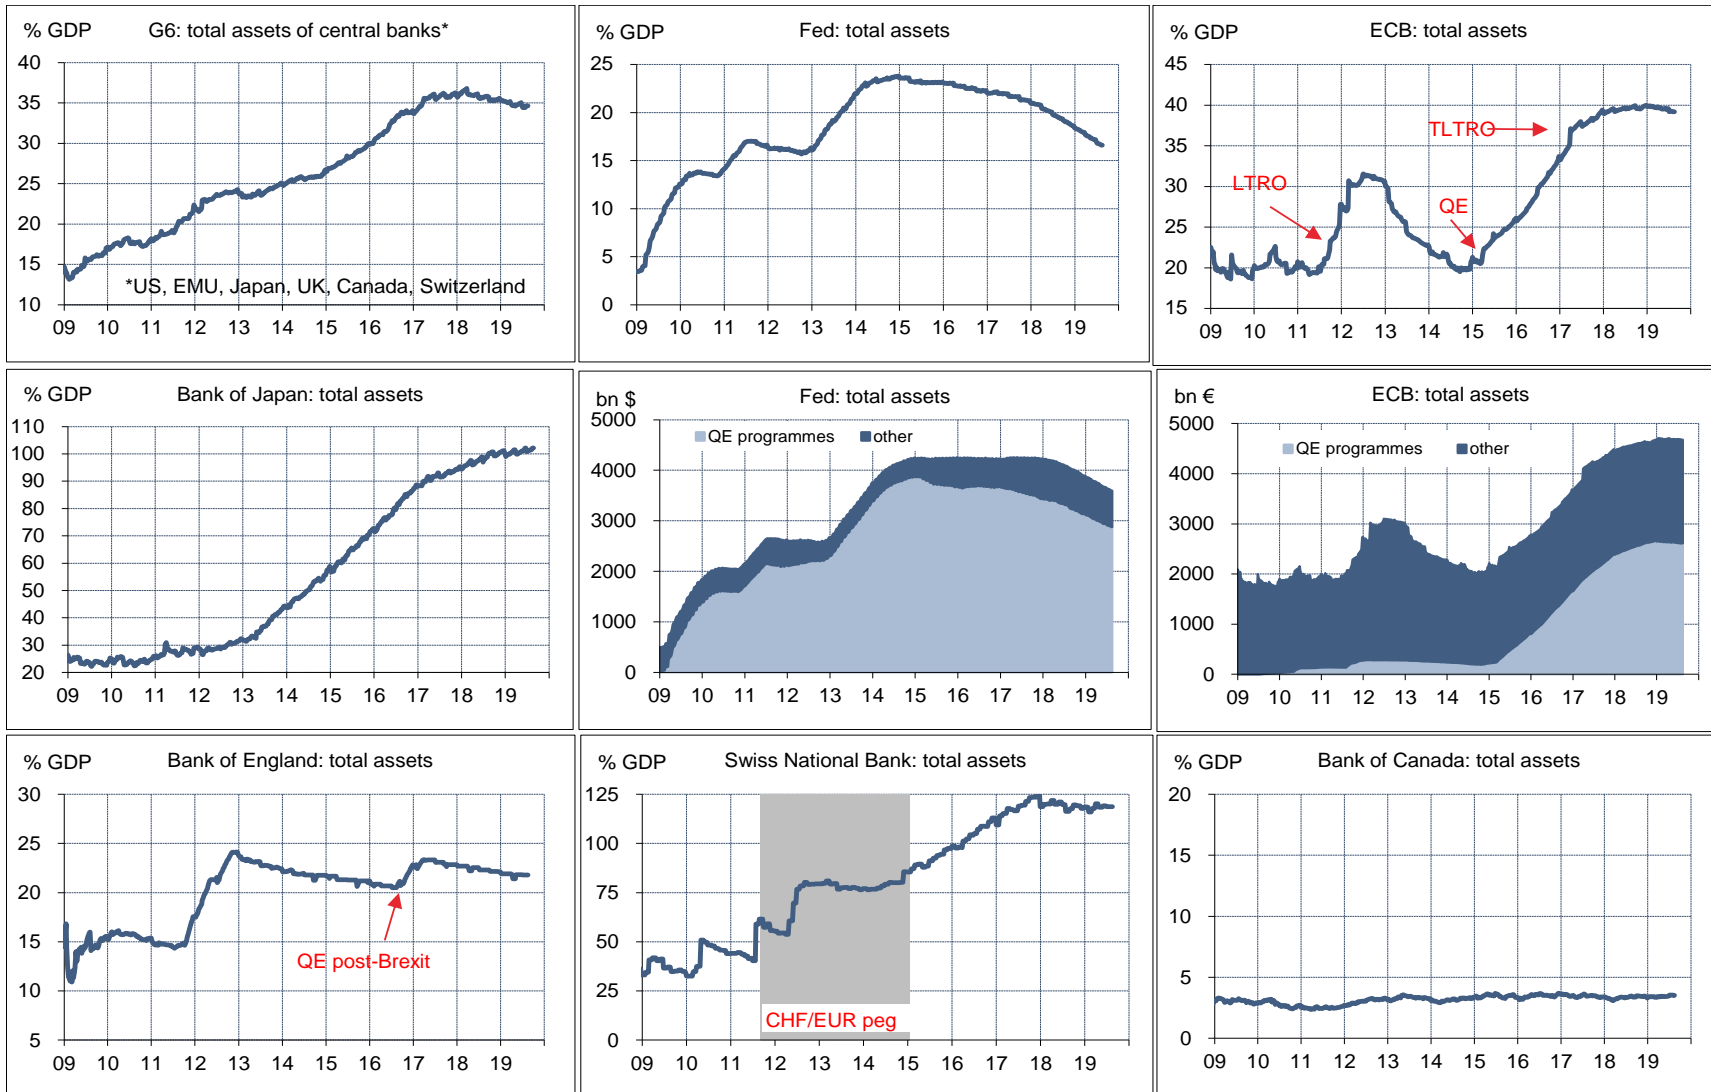 % GDP
G6: total assets of central banks*
40
35
30
25
20
15
10
*US, EMU, Japan, UK, Canada, Switzerland
09 10 11 12 13 14 15 16 17 18 19
% GDP
Fed: total assets
25
20
15
10
5
0
09 10 11 12 13 14 15 16 17 18 19
% GDP
ECB: total assets
45
40
35
30
25
20
15
TLTRO
LTRO
QE
09 10 11 12 13 14 15 16 17 18 19
% GDP
Bank of Japan: total assets
110
100
90
80
70
60
50
40
30
20
09 10 11 12 13 14 15 16 17 18 19
bn $
Fed: total assets
5000
4000
3000
2000
1000
0
QE programmes other
09 10 11 12 13 14 15 16 17 18 19
bn €
ECB: total assets
5000
4000
3000
2000
1000
0
QE programmes other
09 10 11 12 13 14 15 16 17 18 19
% GDP
Bank of England: total assets
30
25
20
15
10
5
QE post-Brexit
09 10 11 12 13 14 15 16 17 18 19
% GDP
Swiss National Bank: total assets
125
100
75
50
25
0
CHF/EUR peg
09 10 11 12 13 14 15 16 17 18 19
% GDP
Bank of Canada: total assets
20
15
10
5
0
09 10 11 12 13 14 15 16 17 18 19